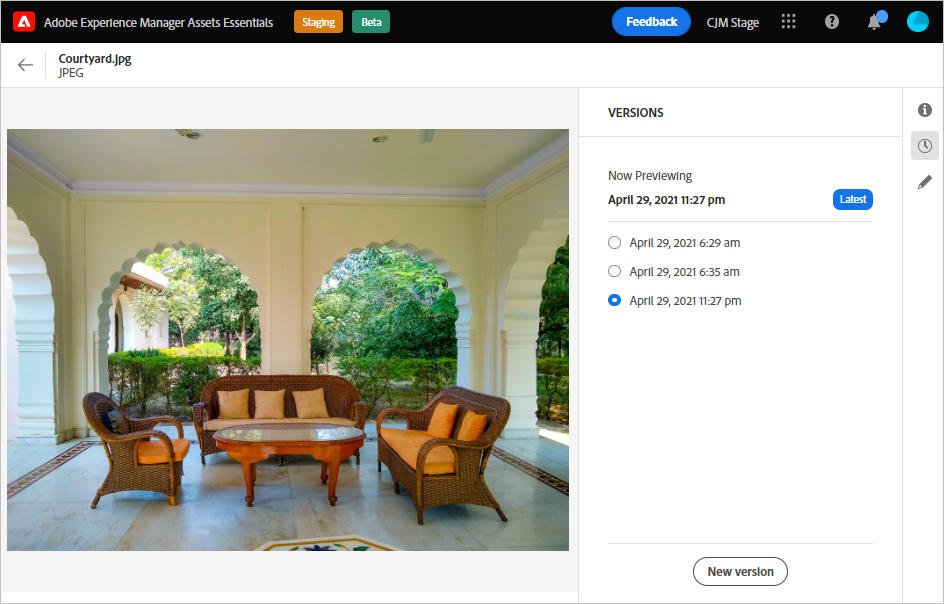 Adobe Experience Manager Assets Essentials
Staging
Beta
Feedback
CJM Stage
Courtyard.jpg
JPEG
VERSIONS
Now Previewing
April 29, 2021 11:27 pm
Latest
April 29, 2021 6:29 am
April 29, 2021 6:35 am
April 29, 2021 11:27 pm
New version